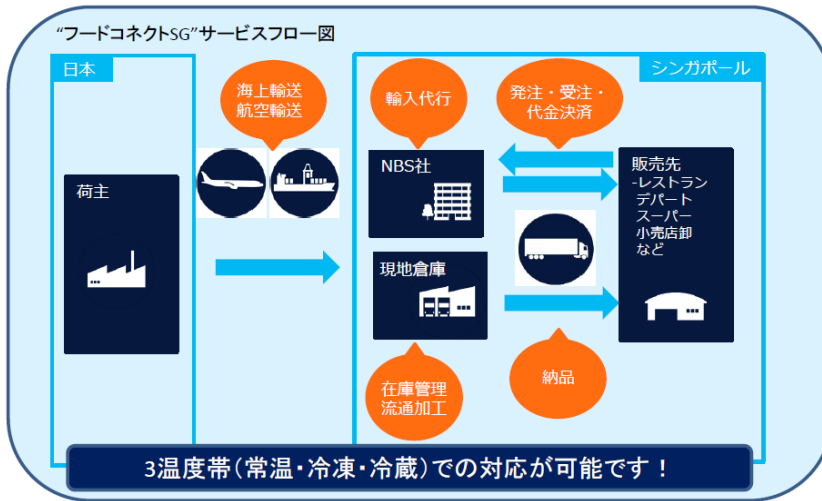 “フードコネクトSG”サービスフロー図
日本
シンガポール
海上輸送
航空輸送
輸入代行
発注・受注・
代金決済
荷主
NBS社
販売先
-レストラン
デパート
スーパー
小売店卸
など
現地倉庫
在庫管理
流通加工
納品
3温度帯(常温・冷凍・冷蔵)での対応が可能です！